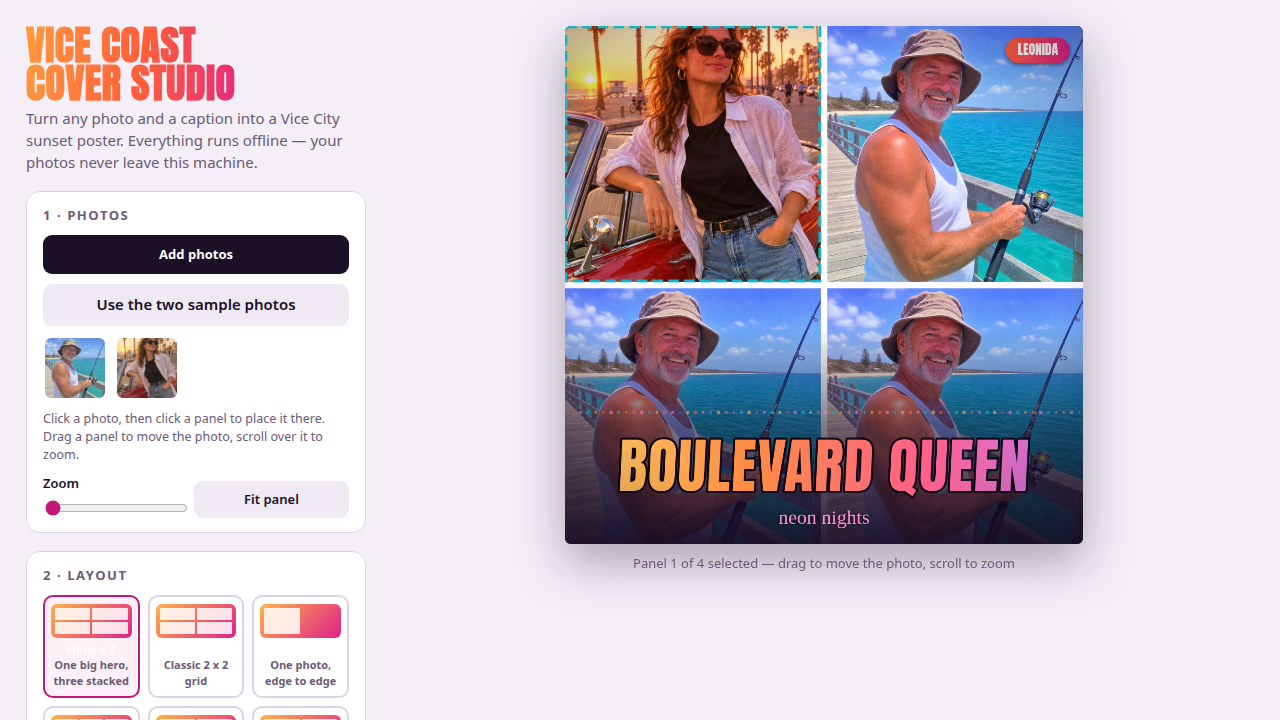 VICE COAST
COVER STUDIO
Turn any photo and a caption into a Vice City
sunset poster. Everything runs offline — your
photos never leave this machine.
1 · PHOTOS
Add photos
Use the two sample photos
Click a photo, then click a panel to place it there.
Drag a panel to move the photo, scroll over it to
zoom.
Zoom
Fit panel
2 · LAYOUT
Hero + 3
One big hero,
three stacked
Classic 2 x 2
grid
One photo,
edge to edge
LEONIDA
BOULEVARD QUEEN
neon nights
Panel 1 of 4 selected — drag to move the photo, scroll to zoom